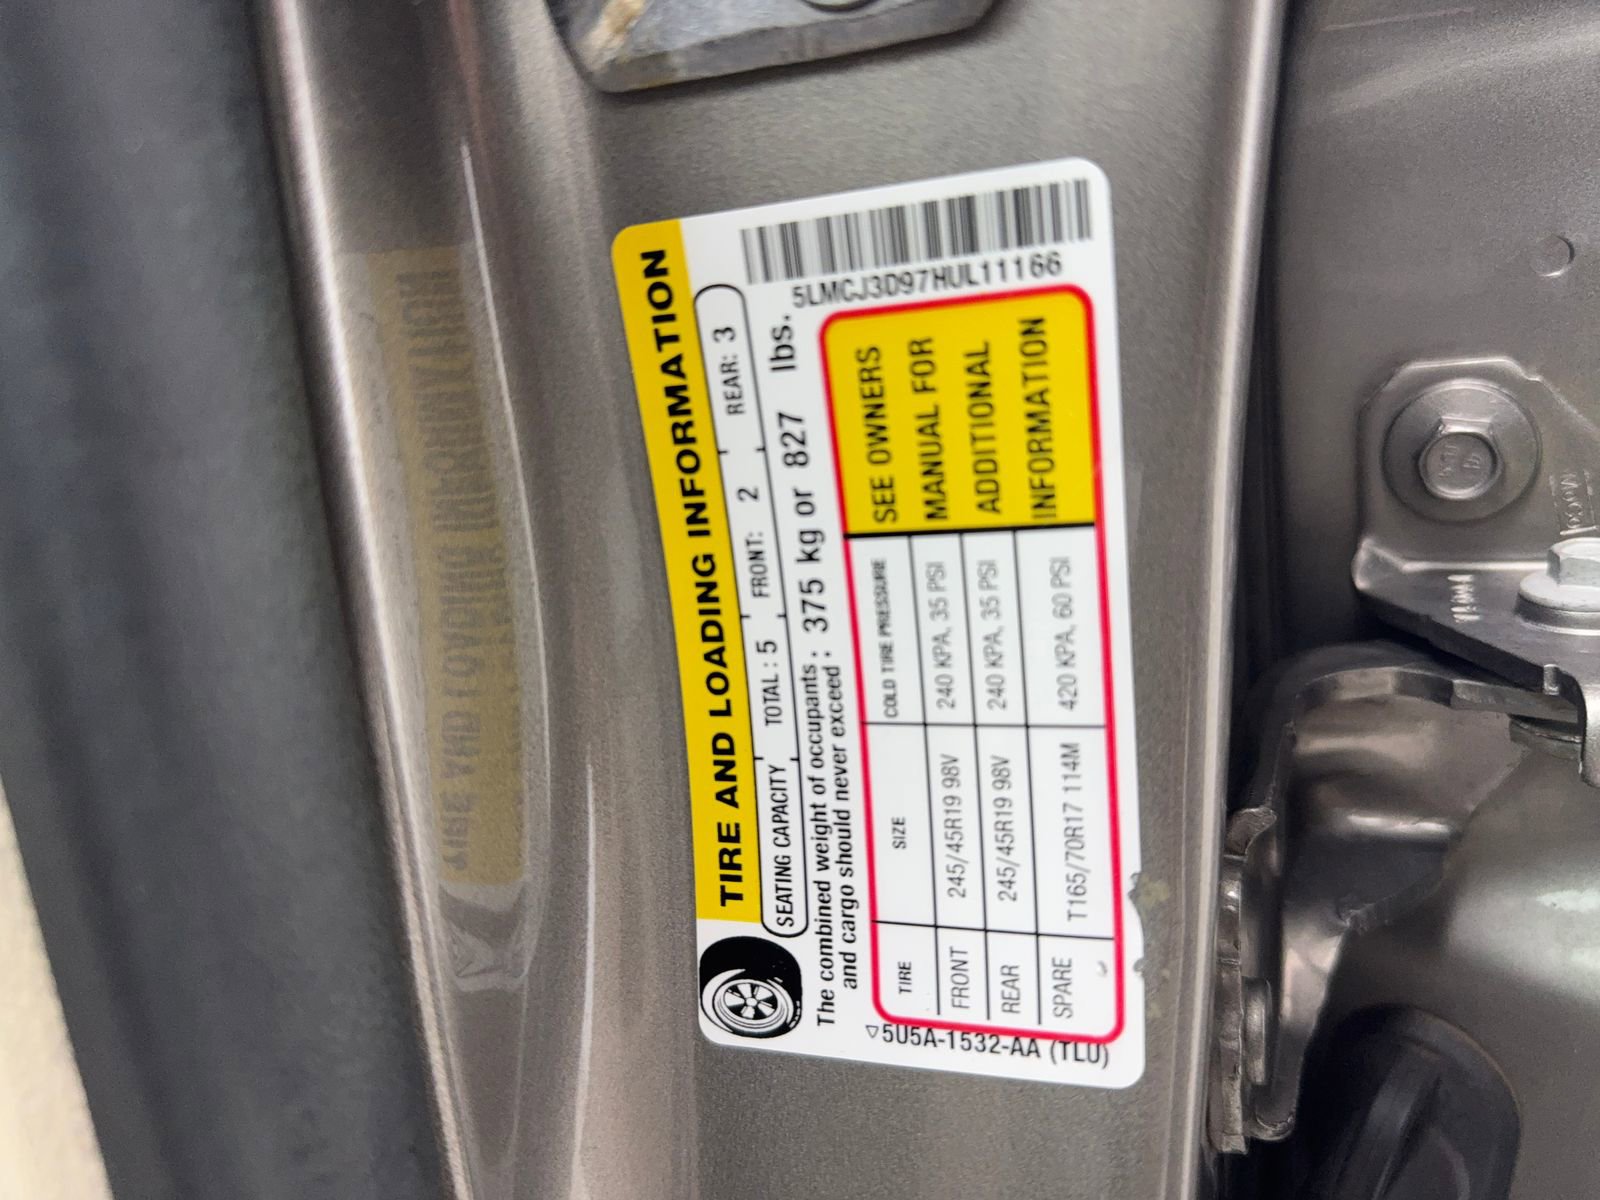 TIRE AND LOADING INFORMATION
SEATING CAPACITY TOTAL : 5 FRONT: 2 REAR: 3
The combined weight of occupants : 375 kg or 827 lbs.
and cargo should never exceed :
5LMCJ3D97HUL11166
TIRE SIZE COLD TIRE PRESSURE
FRONT 245/45R19 98V 240 KPA, 35 PSI
REAR 245/45R19 98V 240 KPA, 35 PSI
SPARE T165/70R17 114M 420 KPA, 60 PSI
SEE OWNERS
MANUAL FOR
ADDITIONAL
INFORMATION
5U5A-1532-AA (TLU)